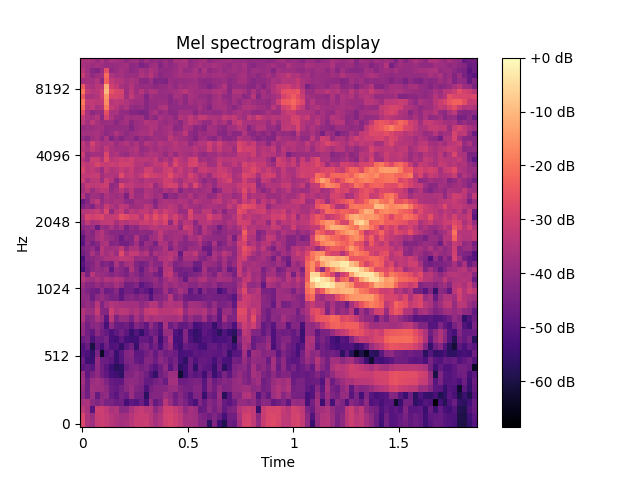 Mel spectrogram display
8192
4096
2048
1024
512
0
Hz
0
0.5
1
1.5
Time
+0 dB
-10 dB
-20 dB
-30 dB
-40 dB
-50 dB
-60 dB